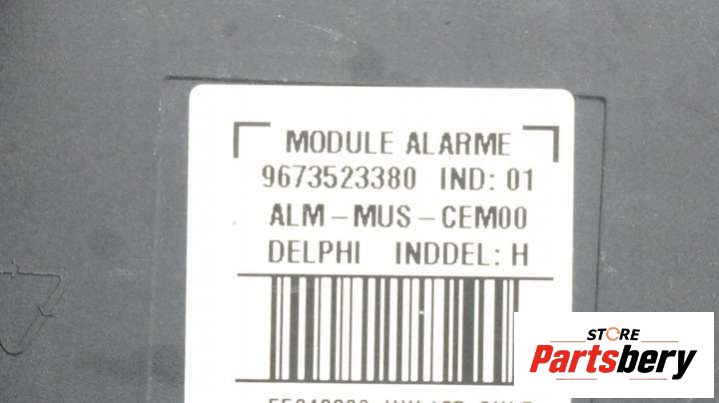 MODULE ALARME
9673523380 IND: 01
ALM-MUS-CEM00
DELPHI INDDEL: H
STORE
Partsbery